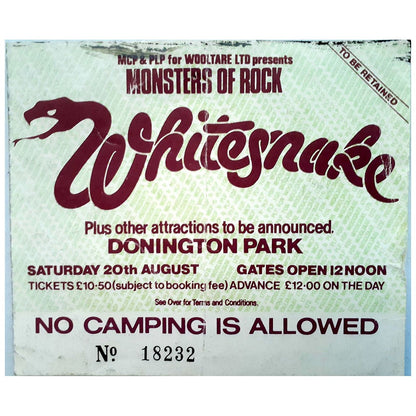 MCP & PLP for WOOLTARE LTD presents
MONSTERS OF ROCK
TO BE RETAINED
Whitesnake
Plus other attractions to be announced.
DONINGTON PARK
SATURDAY 20TH AUGUST GATES OPEN 12 NOON
TICKETS £10·50 (subject to booking fee) ADVANCE £12·00 ON THE DAY
See Over for Terms and Conditions.
NO CAMPING IS ALLOWED
No 18232